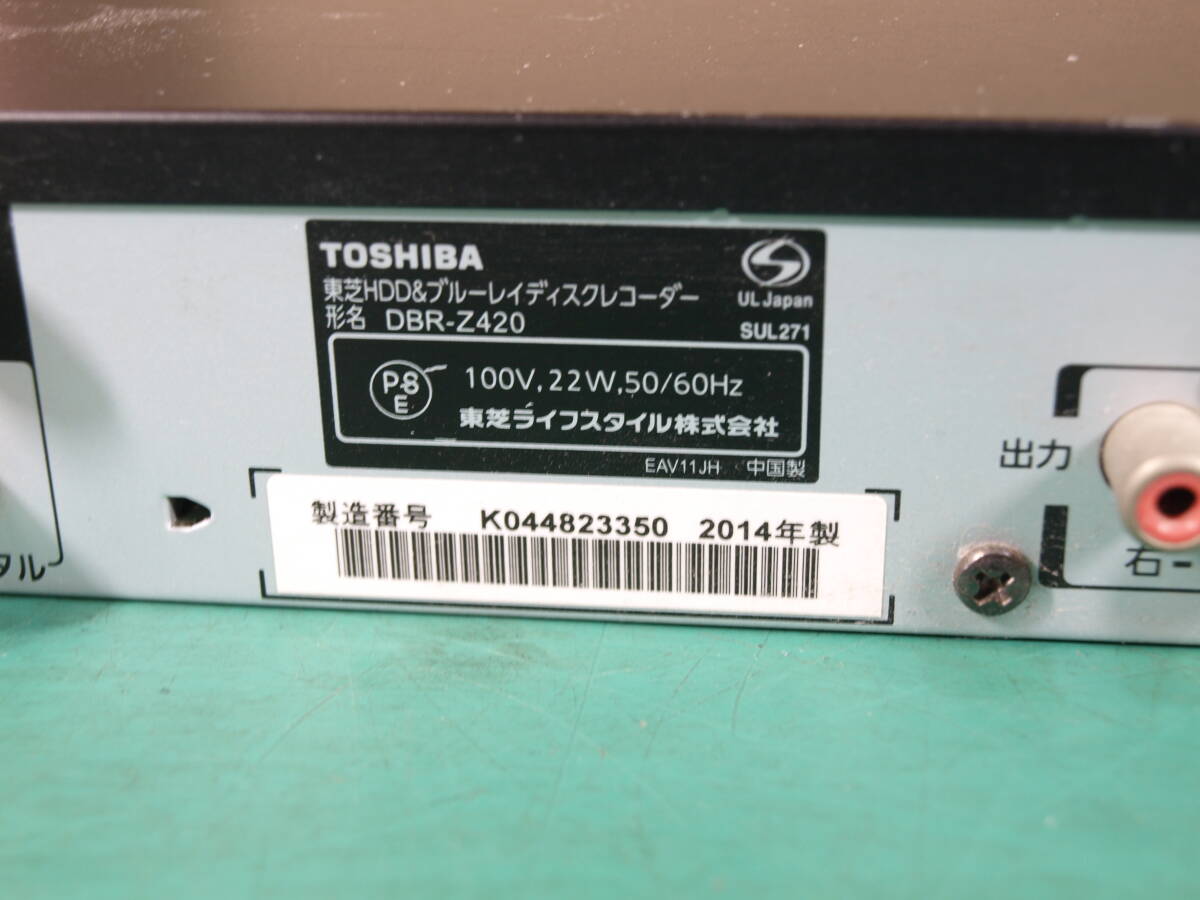 TOSHIBA
東芝HDD&ブルーレイディスクレコーダー
形名 DBR-Z420
UL Japan
SUL271
PS
E
100V,22W,50/60Hz
東芝ライフスタイル株式会社
EAV11JH 中国製
製造番号 K044823350 2014年製
出力
右-
タル